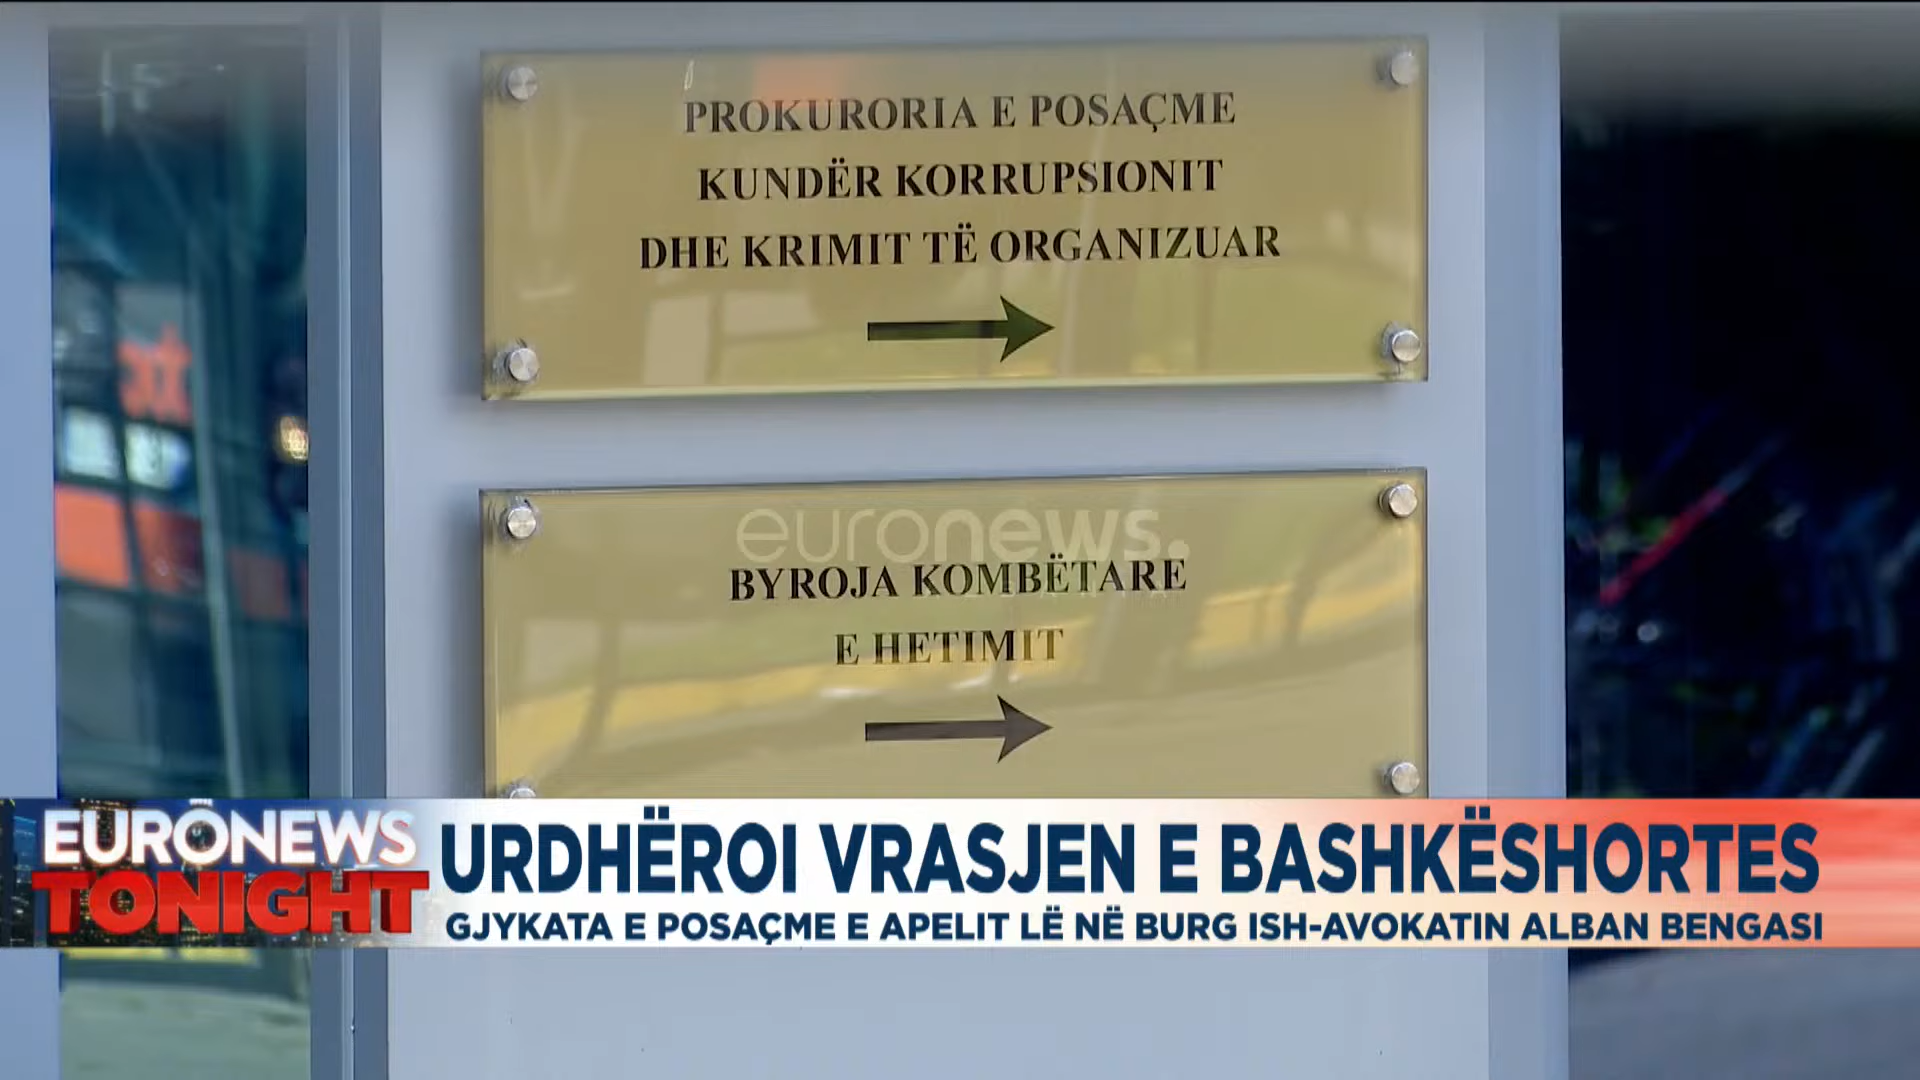 PROKURORIA E POSAÇME
KUNDËR KORRUPSIONIT
DHE KRIMIT TË ORGANIZUAR
euronews.
BYROJA KOMBËTARE
E HETIMIT
EURONEWS
TONIGHT
URDHËROI VRASJEN E BASHKËSHORTES
GJYKATA E POSAÇME E APELIT LË NË BURG ISH-AVOKATIN ALBAN BENGASI